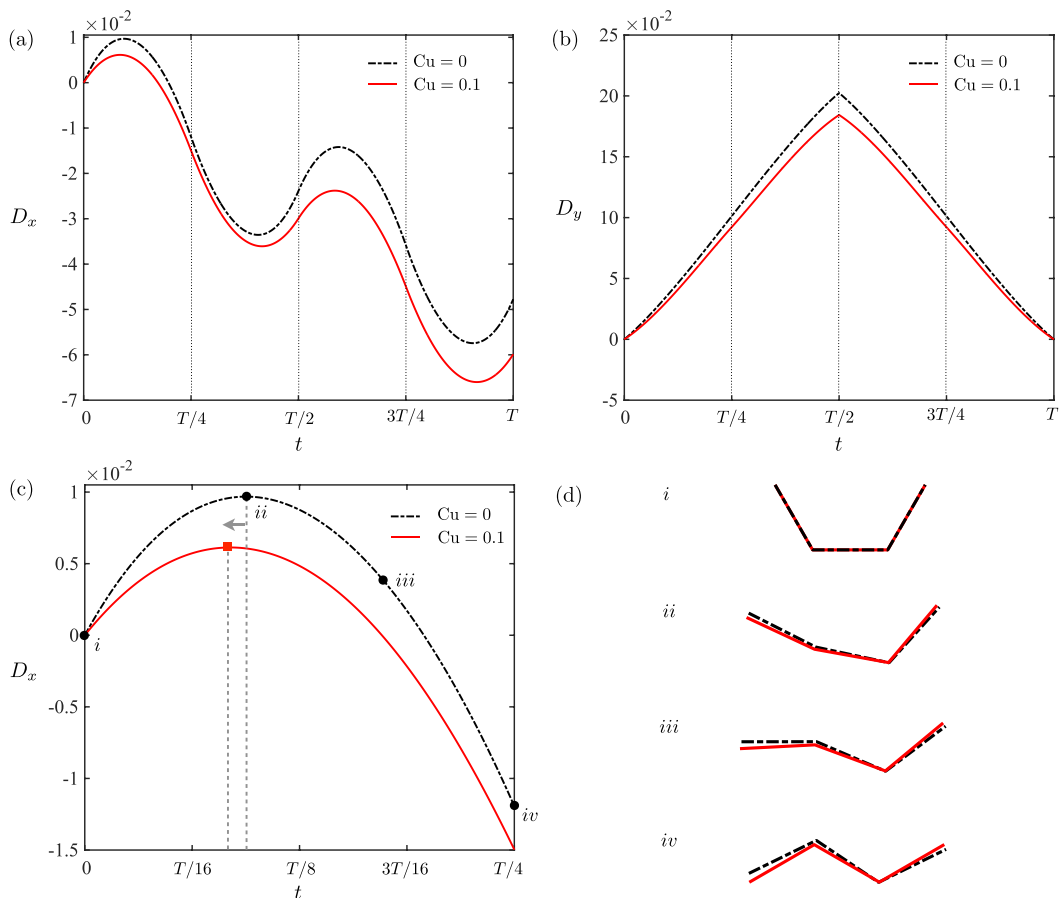 (a)
×10⁻²
1
0
-1
-2
-3
-4
-5
-6
-7
D_x
0
T/4
T/2
3T/4
T
t
Cu = 0
Cu = 0.1
(b)
×10⁻²
25
20
15
10
5
0
-5
D_y
0
T/4
T/2
3T/4
T
t
Cu = 0
Cu = 0.1
(c)
×10⁻²
1
0.5
0
-0.5
-1
-1.5
D_x
0
T/16
T/8
3T/16
T/4
t
Cu = 0
Cu = 0.1
i
ii
iii
iv
(d)
i
ii
iii
iv